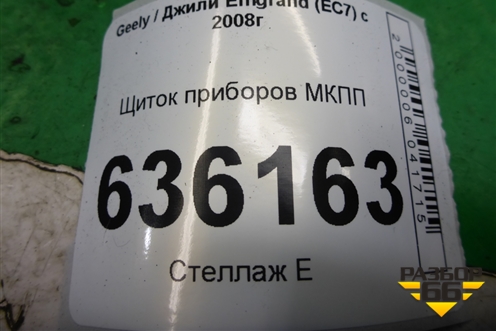 Geely / Джили Emgrand (EC7) с
2008г
Щиток приборов МКПП
636163
Стеллаж Е
2000006041715
РАЗБОР
66